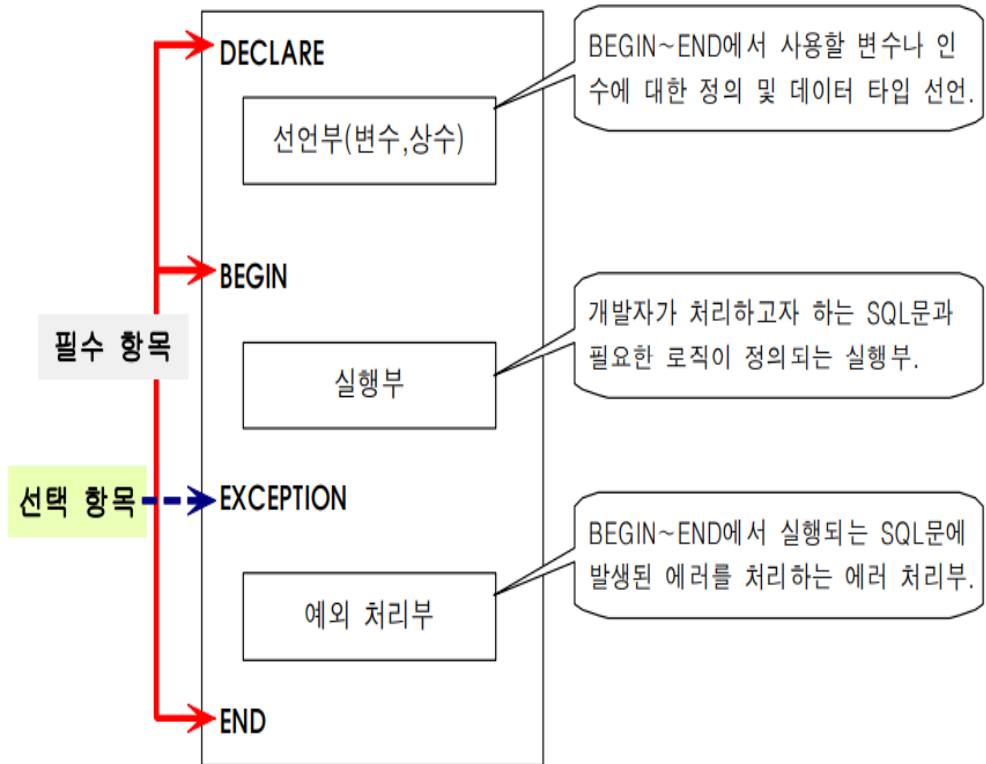 DECLARE
BEGIN~END에서 사용할 변수나 인
수에 대한 정의 및 데이터 타입 선언.
선언부(변수,상수)
BEGIN
필수 항목
개발자가 처리하고자 하는 SQL문과
필요한 로직이 정의되는 실행부.
실행부
선택 항목
EXCEPTION
BEGIN~END에서 실행되는 SQL문에
발생된 에러를 처리하는 에러 처리부.
예외 처리부
END